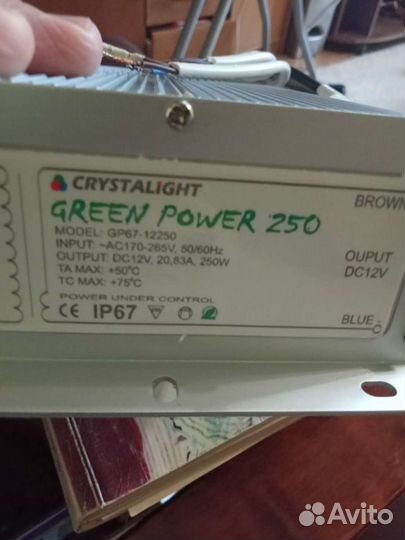 CRYSTALIGHT
GREEN POWER 250
MODEL: GP67-12250
INPUT: ~AC170-265V, 50/60Hz
OUTPUT: DC12V, 20,83A, 250W
TA MAX: +50°C
TC MAX: +75°C
POWER UNDER CONTROL
CE IP67
BROWN
OUPUT
DC12V
BLUE -
Avito